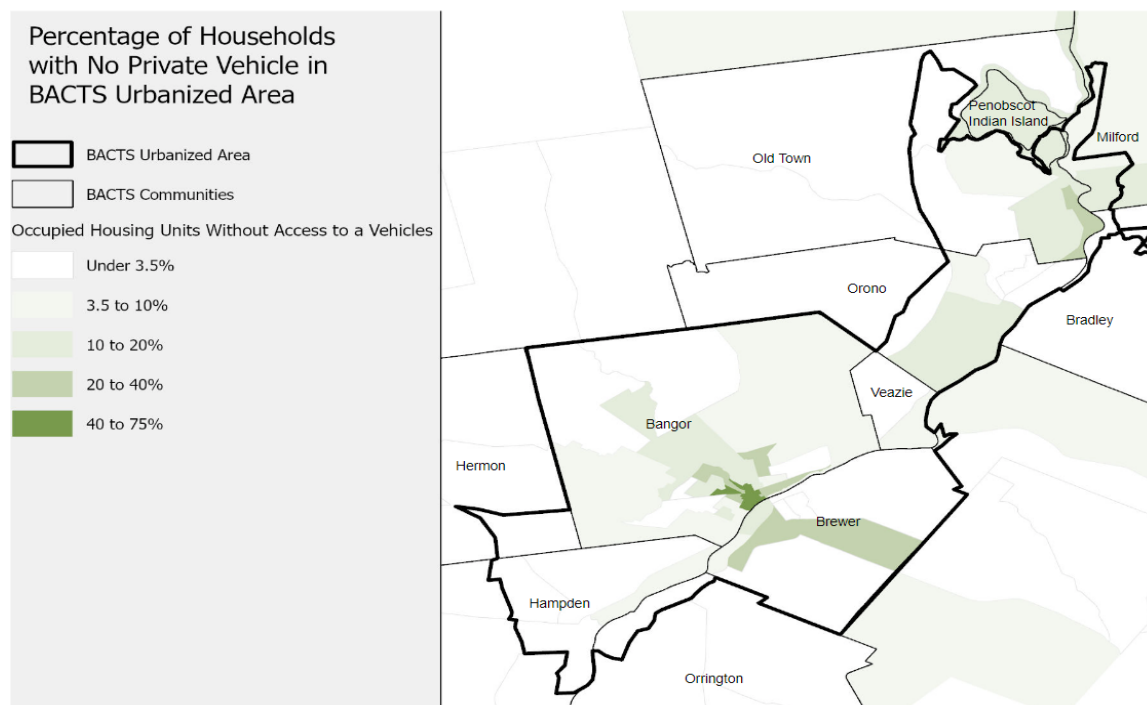 Percentage of Households
with No Private Vehicle in
BACTS Urbanized Area
BACTS Urbanized Area
BACTS Communities
Occupied Housing Units Without Access to a Vehicles
Under 3.5%
3.5 to 10%
10 to 20%
20 to 40%
40 to 75%
Penobscot
Indian Island
Milford
Old Town
Orono
Bradley
Veazie
Bangor
Hermon
Brewer
Hampden
Orrington